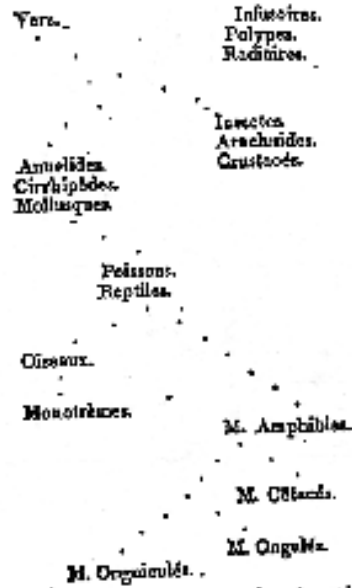 Vers.
Infusoires.
Polypes.
Radiaires.
Insectes.
Arachnides.
Crustacés.
Annelides.
Cirrhipèdes.
Mollusques.
Poissons.
Reptiles.
Oiseaux.
Monotrèmes.
M. Amphibies.
M. Cétacés.
M. Ongulés.
M. Onguiculés.